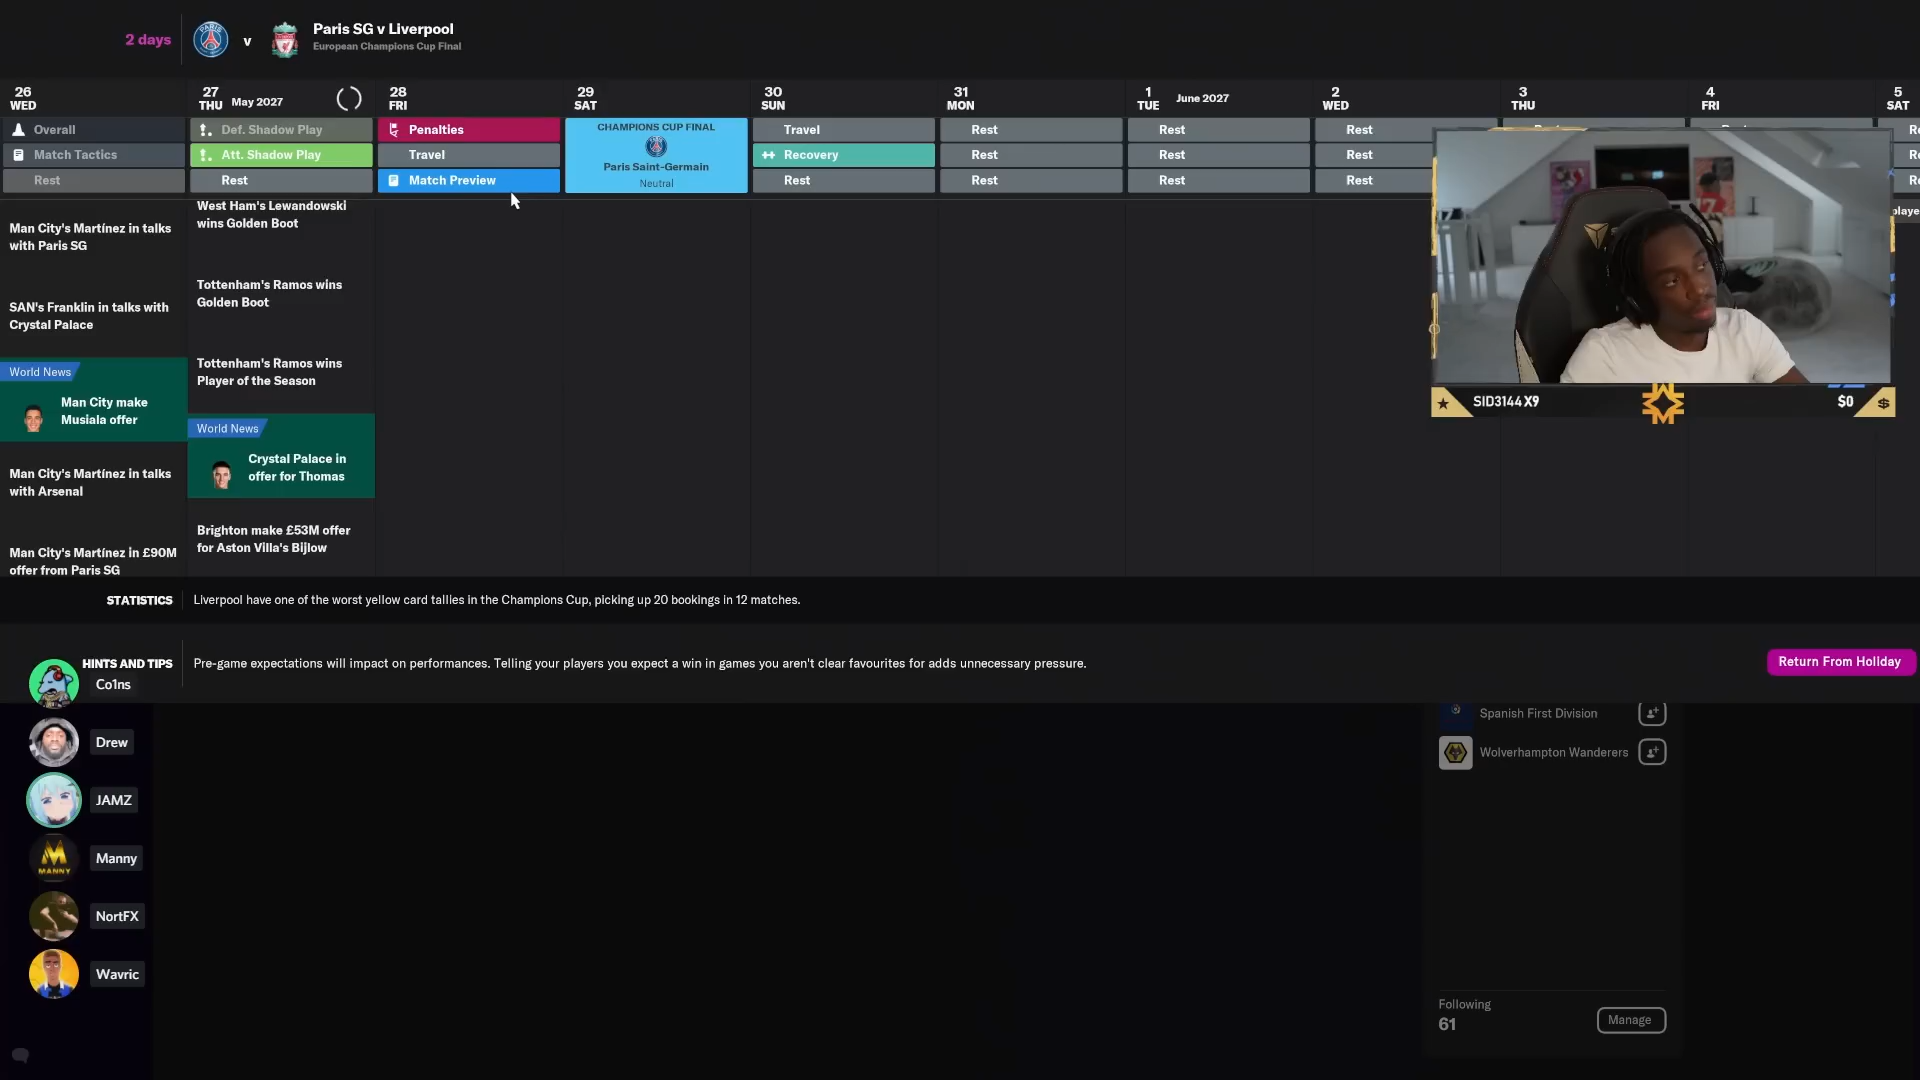 2 days
v
Paris SG v Liverpool
European Champions Cup Final
26
WED
27
THU May 2027
28
FRI
29
SAT
30
SUN
31
MON
1
TUE June 2027
2
WED
3
THU
4
FRI
5
SAT
Overall
Match Tactics
Rest
Def. Shadow Play
Att. Shadow Play
Rest
Penalties
Travel
Match Preview
CHAMPIONS CUP FINAL
Paris Saint-Germain
Neutral
Travel
Recovery
Rest
Rest
Rest
Rest
Rest
Rest
Rest
Rest
Rest
Rest
Man City's Martínez in talks
with Paris SG
SAN's Franklin in talks with
Crystal Palace
World News
Man City make
Musiala offer
Man City's Martínez in talks
with Arsenal
Man City's Martínez in £90M
offer from Paris SG
West Ham's Lewandowski
wins Golden Boot
Tottenham's Ramos wins
Golden Boot
Tottenham's Ramos wins
Player of the Season
World News
Crystal Palace in
offer for Thomas
Brighton make £53M offer
for Aston Villa's Bijlow
SID3144 X9
$0
STATISTICS
Liverpool have one of the worst yellow card tallies in the Champions Cup, picking up 20 bookings in 12 matches.
HINTS AND TIPS
Pre-game expectations will impact on performances. Telling your players you expect a win in games you aren't clear favourites for adds unnecessary pressure.
Return From Holiday
Co1ns
Drew
JAMZ
MANNY
Manny
NortFX
Wavric
Spanish First Division
Wolverhampton Wanderers
Following
61
Manage